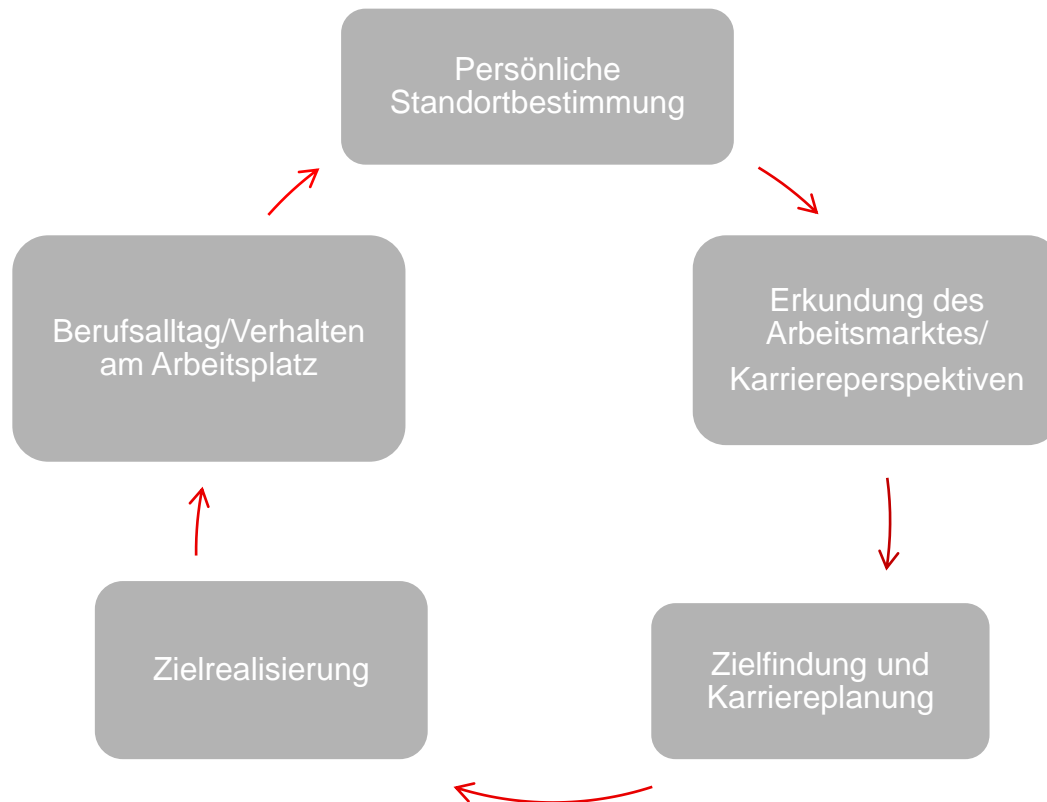 Persönliche
Standortbestimmung
Erkundung des
Arbeitsmarktes/
Karriereperspektiven
Zielfindung und
Karriereplanung
Zielrealisierung
Berufsalltag/Verhalten
am Arbeitsplatz